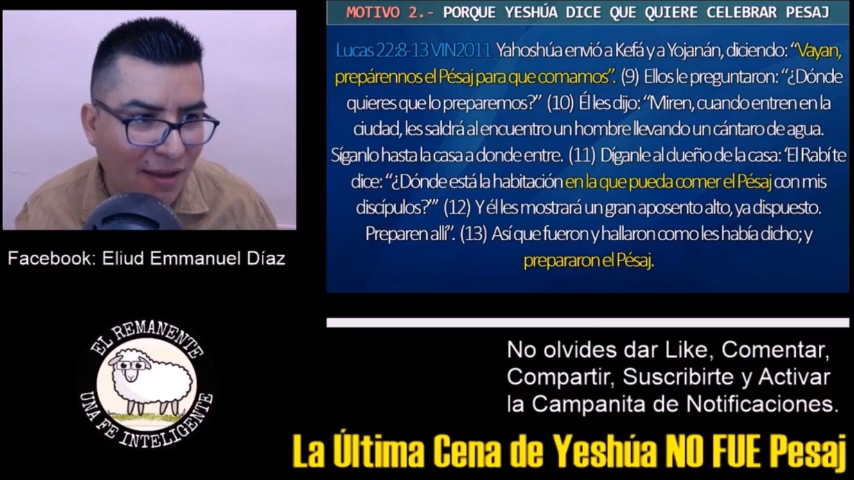 MOTIVO 2.- PORQUE YESHÚA DICE QUE QUIERE CELEBRAR PESAJ
Lucas 22:8-13 VIN2011 Yahoshúa envió a Kefá y a Yojanán, diciendo: “Vayan,
prepárennos el Pésaj para que comamos”. (9) Ellos le preguntaron: “¿Dónde
quieres que lo preparemos?” (10) Él les dijo: “Miren, cuando entren en la
ciudad, les saldrá al encuentro un hombre llevando un cántaro de agua.
Síganlo hasta la casa a donde entre. (11) Díganle al dueño de la casa: ‘El Rabí te
dice: “¿Dónde está la habitación en la que pueda comer el Pésaj con mis
discípulos?”’ (12) Y él les mostrará un gran aposento alto, ya dispuesto.
Preparen allí”. (13) Así que fueron y hallaron como les había dicho; y
prepararon el Pésaj.
Facebook: Eliud Emmanuel Díaz
EL REMANENTE
UNA FE INTELIGENTE
No olvides dar Like, Comentar,
Compartir, Suscribirte y Activar
la Campanita de Notificaciones.
La Última Cena de Yeshúa NO FUE Pesaj